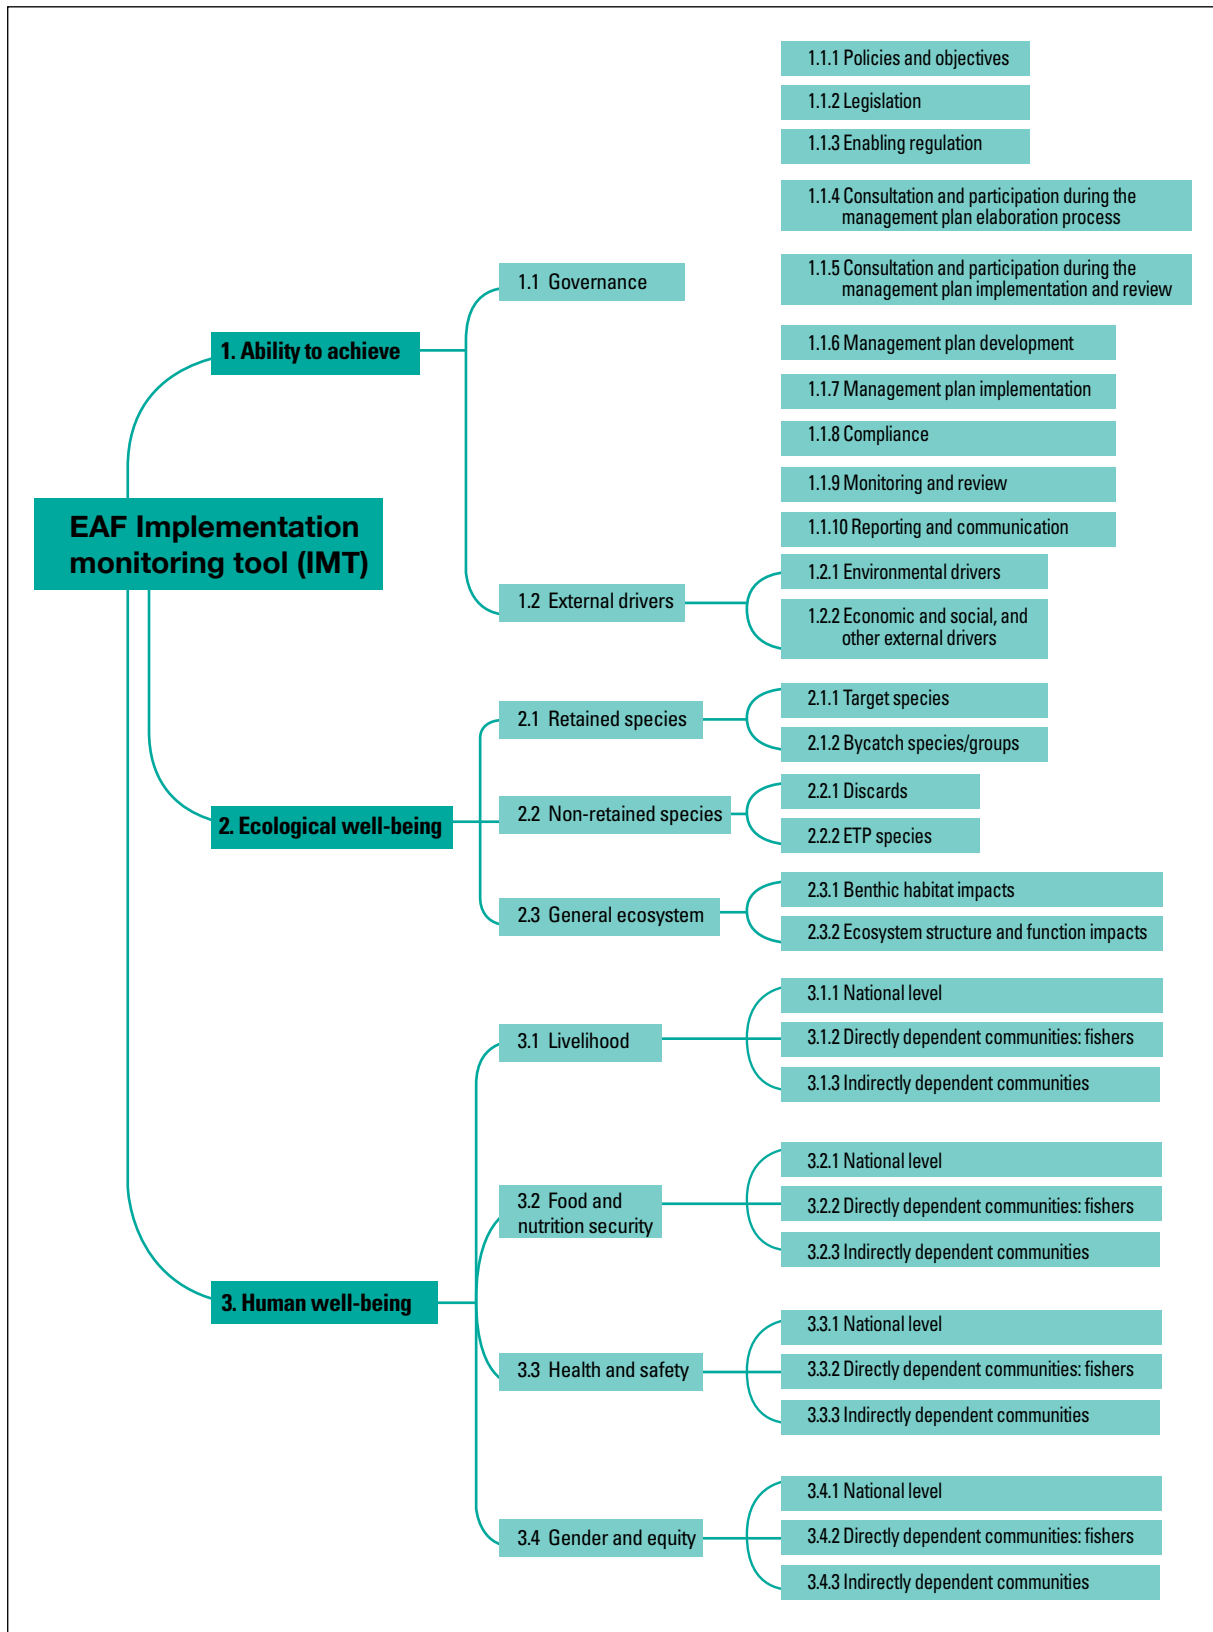 EAF Implementation
monitoring tool (IMT)
1. Ability to achieve
1.1 Governance
1.1.1 Policies and objectives
1.1.2 Legislation
1.1.3 Enabling regulation
1.1.4 Consultation and participation during the
management plan elaboration process
1.1.5 Consultation and participation during the
management plan implementation and review
1.1.6 Management plan development
1.1.7 Management plan implementation
1.1.8 Compliance
1.1.9 Monitoring and review
1.1.10 Reporting and communication
1.2 External drivers
1.2.1 Environmental drivers
1.2.2 Economic and social, and
other external drivers
2. Ecological well-being
2.1 Retained species
2.1.1 Target species
2.1.2 Bycatch species/groups
2.2 Non-retained species
2.2.1 Discards
2.2.2 ETP species
2.3 General ecosystem
2.3.1 Benthic habitat impacts
2.3.2 Ecosystem structure and function impacts
3. Human well-being
3.1 Livelihood
3.1.1 National level
3.1.2 Directly dependent communities: fishers
3.1.3 Indirectly dependent communities
3.2 Food and
nutrition security
3.2.1 National level
3.2.2 Directly dependent communities: fishers
3.2.3 Indirectly dependent communities
3.3 Health and safety
3.3.1 National level
3.3.2 Directly dependent communities: fishers
3.3.3 Indirectly dependent communities
3.4 Gender and equity
3.4.1 National level
3.4.2 Directly dependent communities: fishers
3.4.3 Indirectly dependent communities